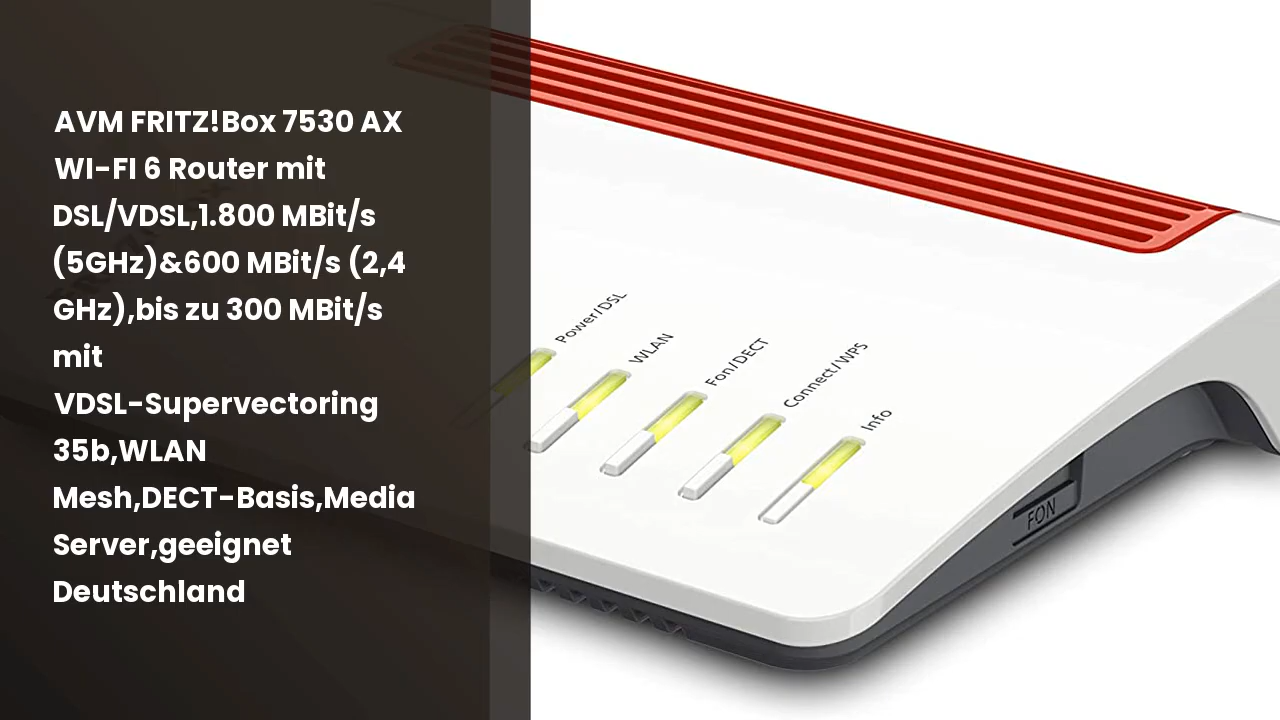 AVM FRITZ!Box 7530 AX
WI-FI 6 Router mit
DSL/VDSL,1.800 MBit/s
(5GHz)&600 MBit/s (2,4
GHz),bis zu 300 MBit/s
mit
VDSL-Supervectoring
35b,WLAN
Mesh,DECT-Basis,Media
Server,geeignet
Deutschland
Power/DSL
WLAN
Fon/DECT
Connect/WPS
Info
FON